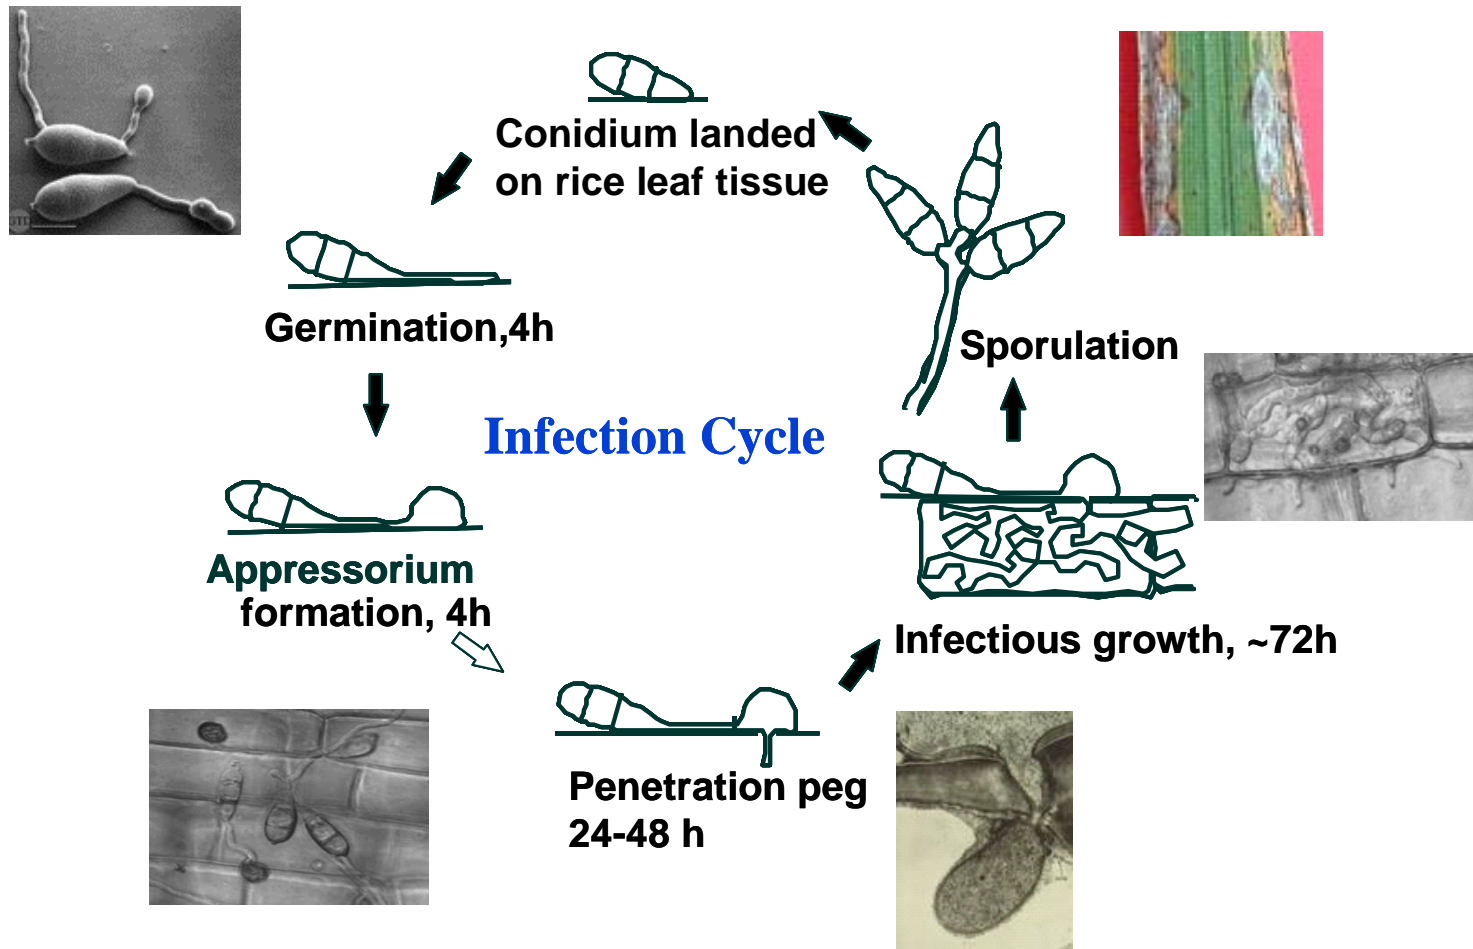 Conidium landed
on rice leaf tissue
Germination,4h
Sporulation
Infection Cycle
Appressorium
formation, 4h
Infectious growth, ~72h
Penetration peg
24-48 h